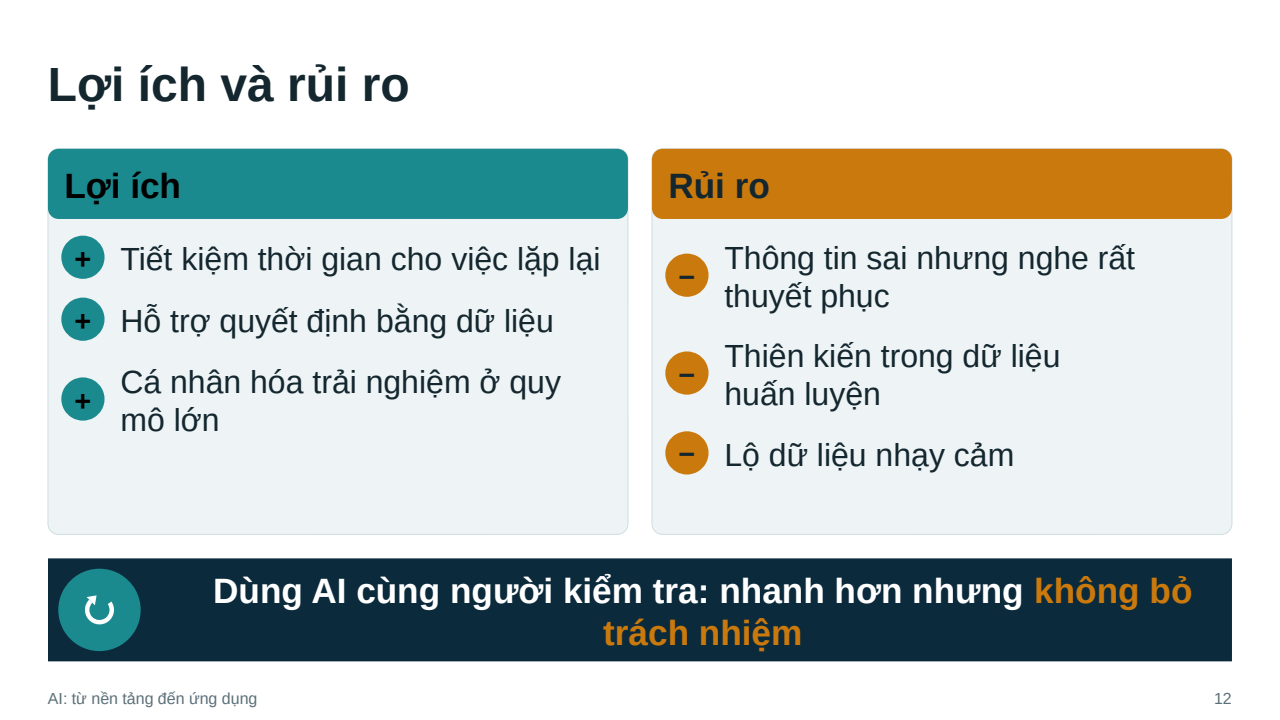 Lợi ích và rủi ro
Lợi ích
+ Tiết kiệm thời gian cho việc lặp lại
+ Hỗ trợ quyết định bằng dữ liệu
+ Cá nhân hóa trải nghiệm ở quy
mô lớn
Rủi ro
– Thông tin sai nhưng nghe rất
thuyết phục
– Thiên kiến trong dữ liệu
huấn luyện
– Lộ dữ liệu nhạy cảm
Dùng AI cùng người kiểm tra: nhanh hơn nhưng không bỏ
trách nhiệm
AI: từ nền tảng đến ứng dụng
12